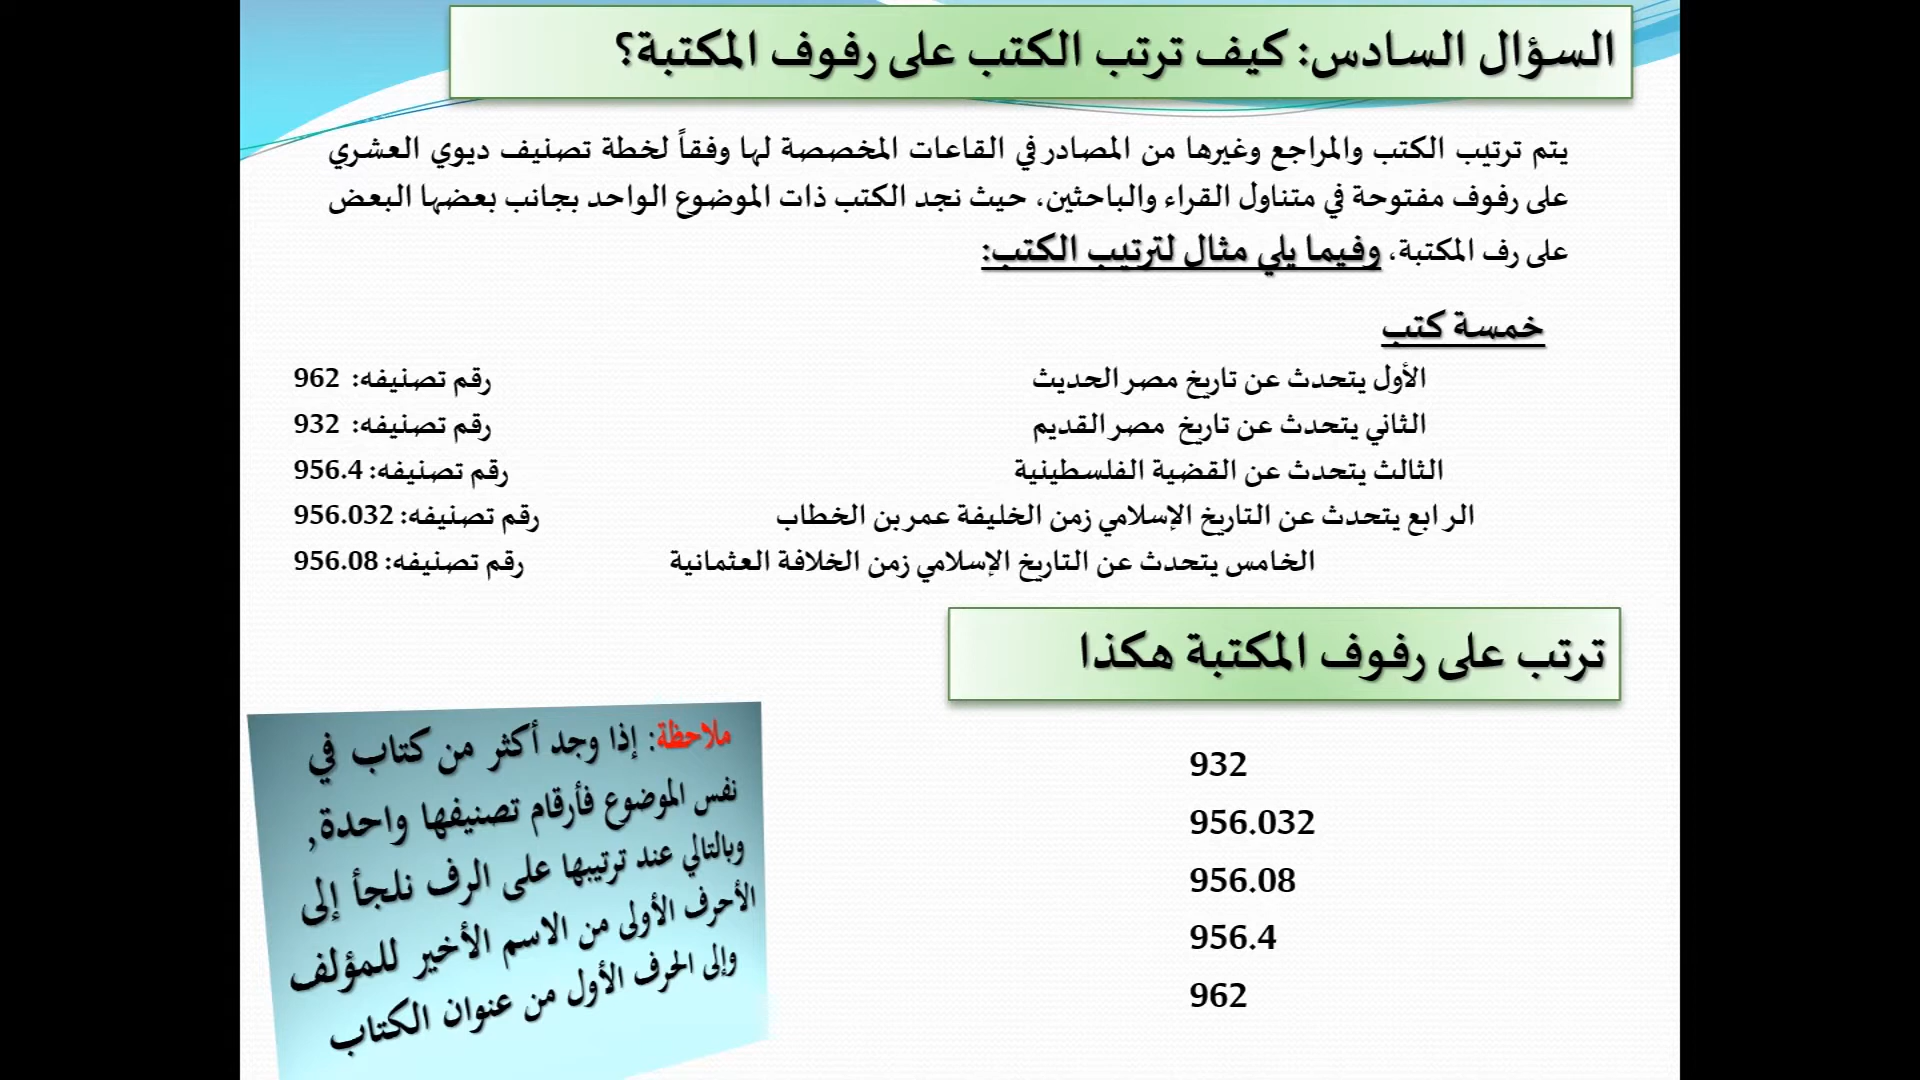 السؤال السادس: كيف ترتب الكتب على رفوف المكتبة؟
يتم ترتيب الكتب والمراجع وغيرها من المصادر في القاعات المخصصة لها وفقاً لخطة تصنيف ديوي العشري
على رفوف مفتوحة في متناول القراء والباحثين، حيث نجد الكتب ذات الموضوع الواحد بجانب بعضها البعض
على رف المكتبة، وفيما يلي مثال لترتيب الكتب:
خمسة كتب
الأول يتحدث عن تاريخ مصر الحديث رقم تصنيفه: 962
الثاني يتحدث عن تاريخ مصر القديم رقم تصنيفه: 932
الثالث يتحدث عن القضية الفلسطينية رقم تصنيفه: 956.4
الرابع يتحدث عن التاريخ الإسلامي زمن الخليفة عمر بن الخطاب رقم تصنيفه: 956.032
الخامس يتحدث عن التاريخ الإسلامي زمن الخلافة العثمانية رقم تصنيفه: 956.08
ترتب على رفوف المكتبة هكذا
932
956.032
956.08
956.4
962
ملاحظة: إذا وجد أكثر من كتاب في
نفس الموضوع فأرقام تصنيفها واحدة,
وبالتالي عند ترتيبها على الرف نلجأ إلى
الأحرف الأولى من الاسم الأخير للمؤلف
وإلى الحرف الأول من عنوان الكتاب